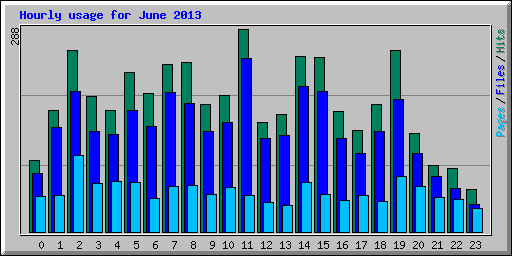 Hourly usage for June 2013
288
Pages / Files / Hits
0 1 2 3 4 5 6 7 8 9 10 11 12 13 14 15 16 17 18 19 20 21 22 23